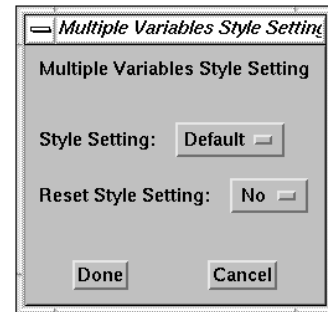 Multiple Variables Style Setting
Multiple Variables Style Setting
Style Setting: Default
Reset Style Setting: No
Done Cancel